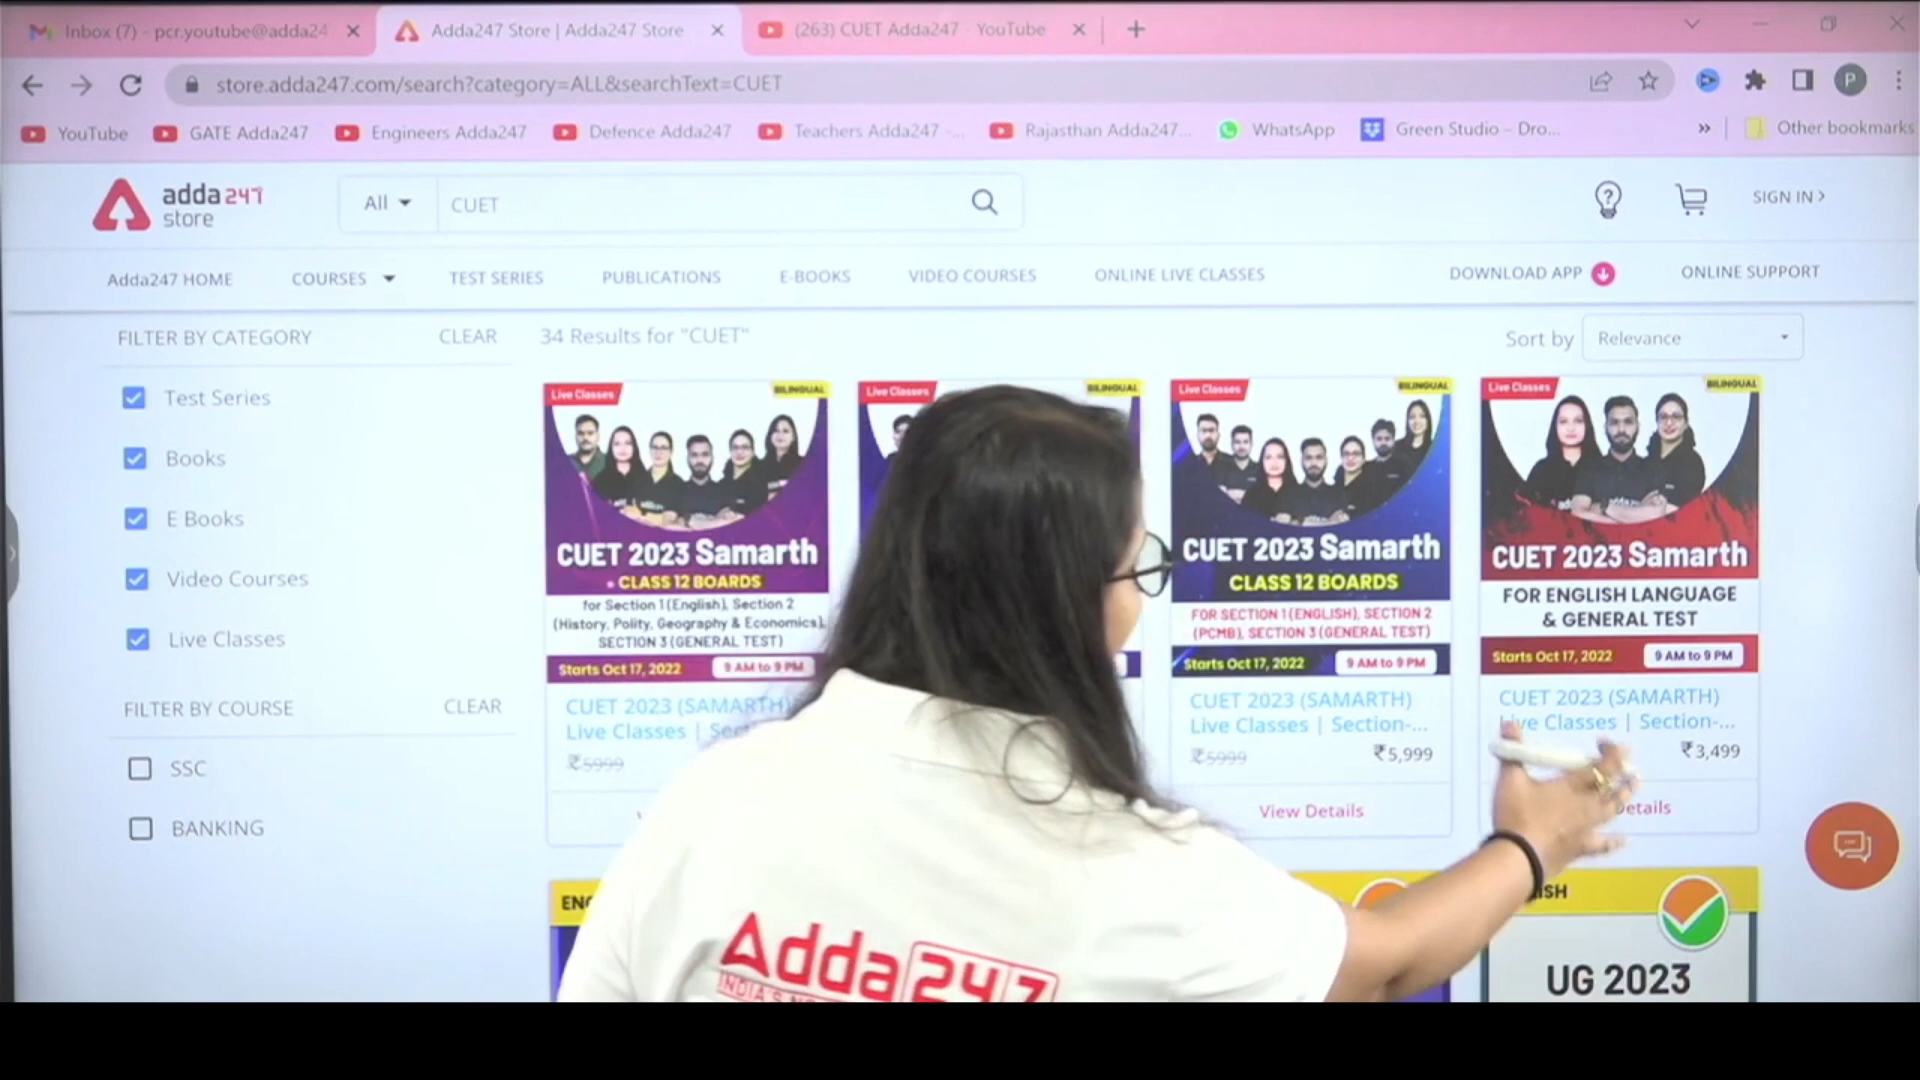 Inbox (7) - pcr.youtube@adda24
Adda247 Store | Adda247 Store
(263) CUET Adda247 - YouTube
store.adda247.com/search?category=ALL&searchText=CUET
P
YouTube
GATE Adda247
Engineers Adda247
Defence Adda247
Teachers Adda247 -...
Rajasthan Adda247...
WhatsApp
Green Studio – Dro...
Other bookmarks
adda247
store
All
CUET
SIGN IN >
Adda247 HOME
COURSES
TEST SERIES
PUBLICATIONS
E-BOOKS
VIDEO COURSES
ONLINE LIVE CLASSES
DOWNLOAD APP
ONLINE SUPPORT
FILTER BY CATEGORY
CLEAR
34 Results for "CUET"
Sort by
Relevance
Test Series
Books
E Books
Video Courses
Live Classes
FILTER BY COURSE
CLEAR
SSC
BANKING
Live Classes
BILINGUAL
CUET 2023 Samarth
CLASS 12 BOARDS
for Section 1 (English), Section 2
(History, Polity, Geography & Economics),
SECTION 3 (GENERAL TEST)
Starts Oct 17, 2022
9 AM to 9 PM
CUET 2023 (SAMARTH)
Live Classes |
₹5999
Live Classes
BILINGUAL
Live Classes
BILINGUAL
CUET 2023 Samarth
CLASS 12 BOARDS
FOR SECTION 1 (ENGLISH), SECTION 2
(PCMB), SECTION 3 (GENERAL TEST)
Starts Oct 17, 2022
9 AM to 9 PM
CUET 2023 (SAMARTH)
Live Classes | Section-...
₹5999
₹5,999
View Details
Live Classes
BILINGUAL
CUET 2023 Samarth
FOR ENGLISH LANGUAGE
& GENERAL TEST
Starts Oct 17, 2022
9 AM to 9 PM
CUET 2023 (SAMARTH)
Live Classes | Section-...
₹3,499
Details
UG 2023
Adda247